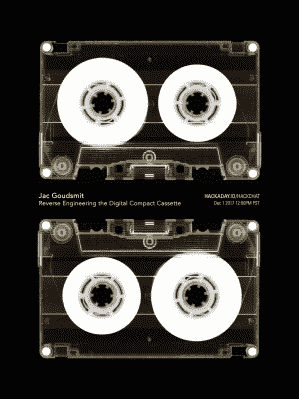 Jac Goudsmit
Reverse Engineering the Digital Compact Cassette
HACKADAY.IO/HACKCHAT
Dec 1 2017 12:00PM PST